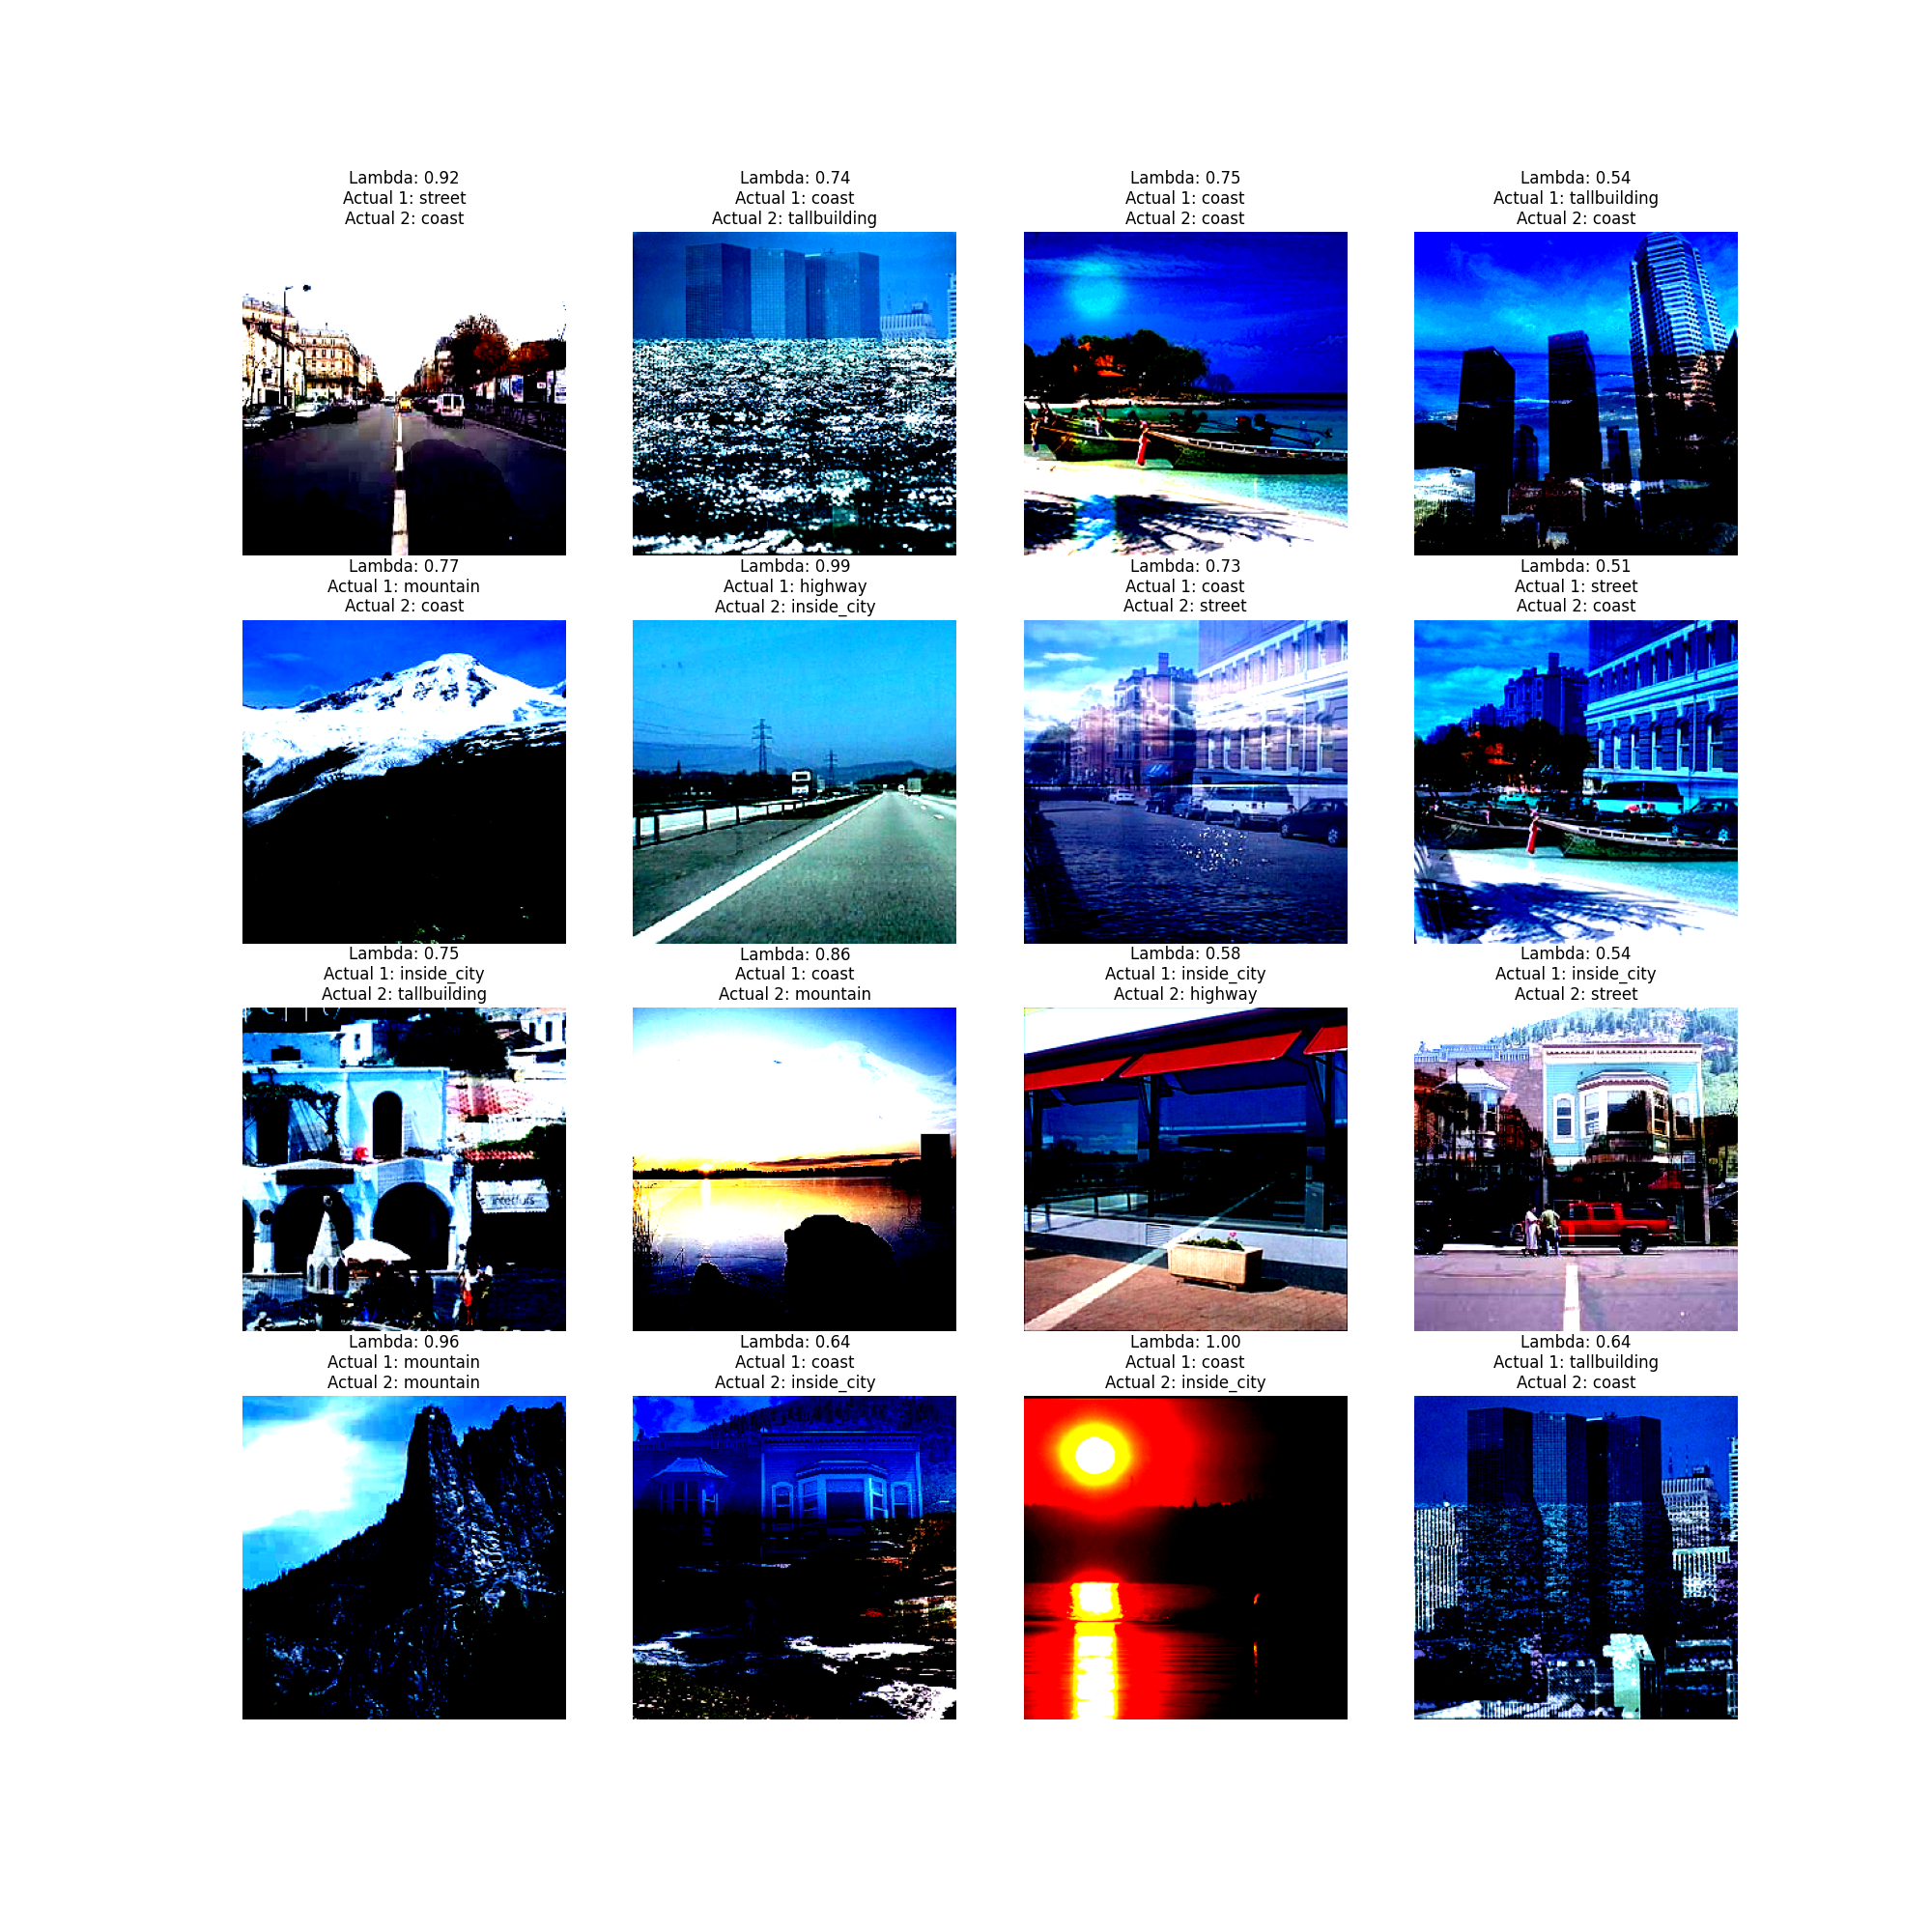 Lambda: 0.92
Actual 1: street
Actual 2: coast
Lambda: 0.74
Actual 1: coast
Actual 2: tallbuilding
Lambda: 0.75
Actual 1: coast
Actual 2: coast
Lambda: 0.54
Actual 1: tallbuilding
Actual 2: coast
Lambda: 0.77
Actual 1: mountain
Actual 2: coast
Lambda: 0.99
Actual 1: highway
Actual 2: inside_city
Lambda: 0.73
Actual 1: coast
Actual 2: street
Lambda: 0.51
Actual 1: street
Actual 2: coast
Lambda: 0.75
Actual 1: inside_city
Actual 2: tallbuilding
Lambda: 0.86
Actual 1: coast
Actual 2: mountain
Lambda: 0.58
Actual 1: inside_city
Actual 2: highway
Lambda: 0.54
Actual 1: inside_city
Actual 2: street
Lambda: 0.96
Actual 1: mountain
Actual 2: mountain
Lambda: 0.64
Actual 1: coast
Actual 2: inside_city
Lambda: 1.00
Actual 1: coast
Actual 2: inside_city
Lambda: 0.64
Actual 1: tallbuilding
Actual 2: coast